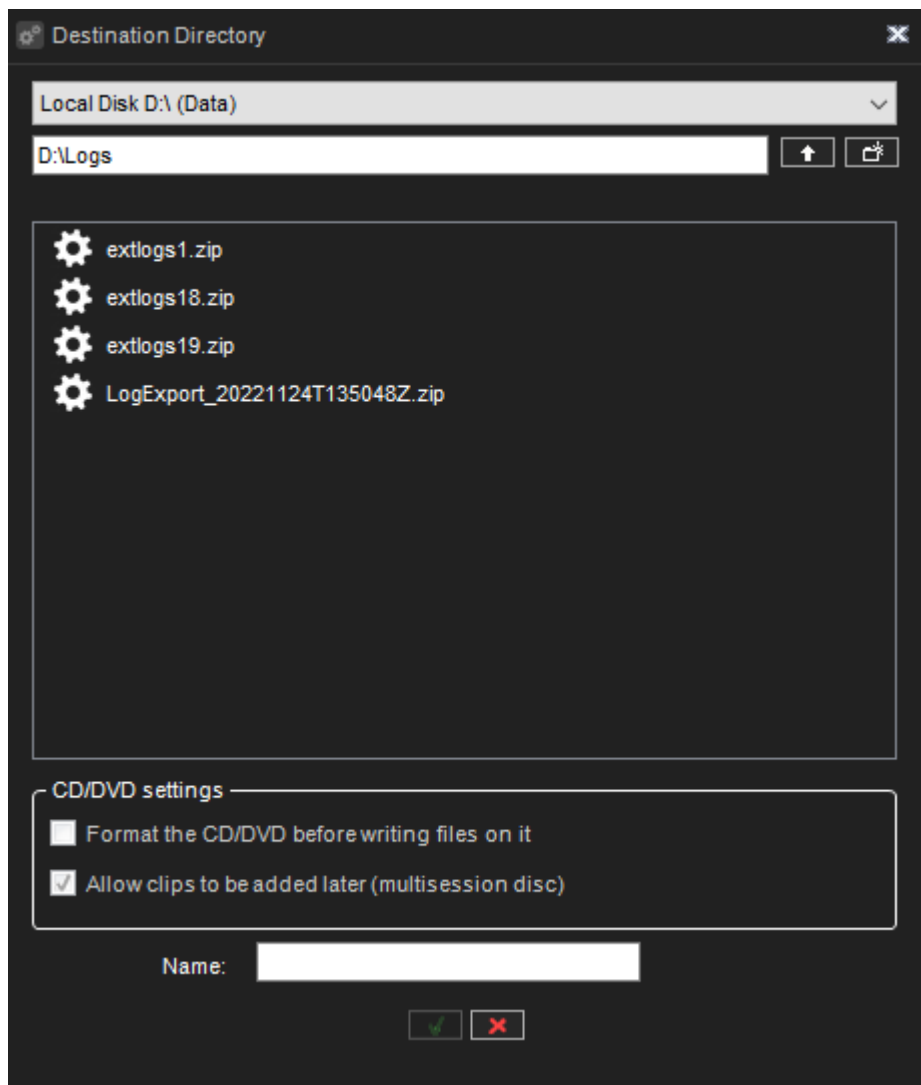 Destination Directory
Local Disk D:\ (Data)
D:\Logs
extlogs1.zip
extlogs18.zip
extlogs19.zip
LogExport_20221124T135048Z.zip
CD/DVD settings
Format the CD/DVD before writing files on it
Allow clips to be added later (multisession disc)
Name: